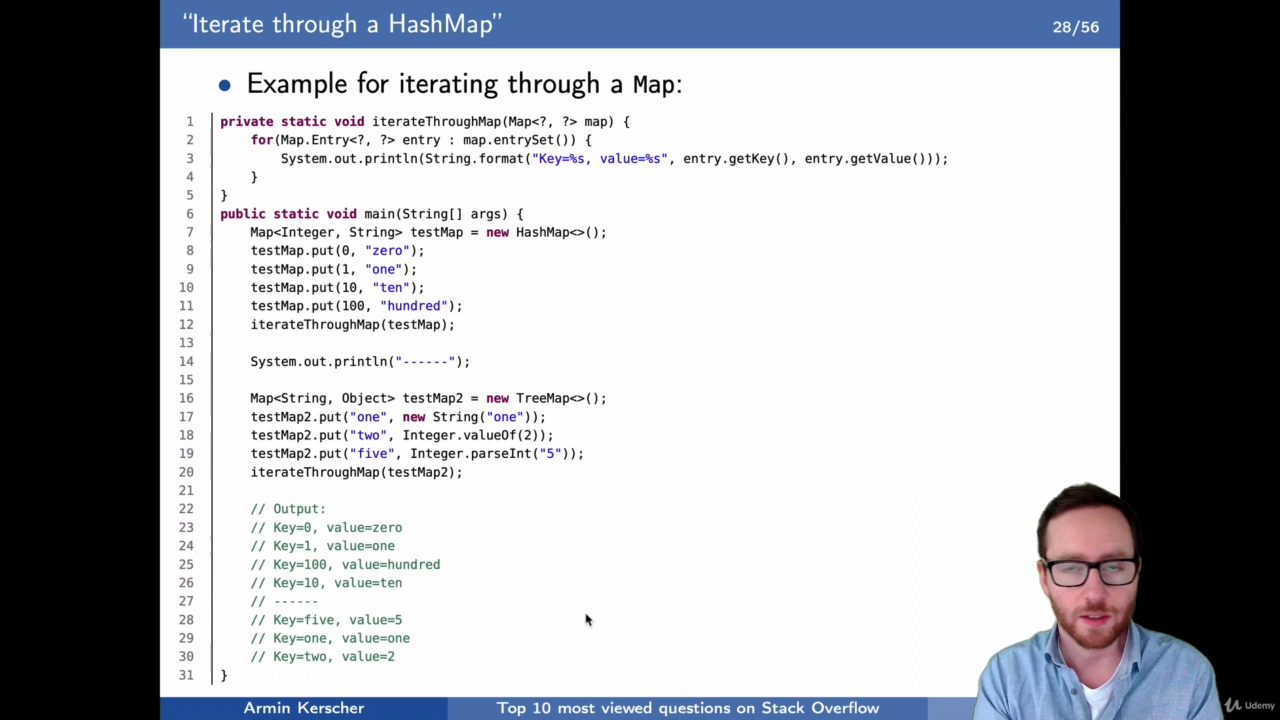 “Iterate through a HashMap”
28/56
• Example for iterating through a Map:
1 private static void iterateThroughMap(Map<?, ?> map) {
2     for(Map.Entry<?, ?> entry : map.entrySet()) {
3         System.out.println(String.format("Key=%s, value=%s", entry.getKey(), entry.getValue()));
4     }
5 }
6 public static void main(String[] args) {
7     Map<Integer, String> testMap = new HashMap<>();
8     testMap.put(0, "zero");
9     testMap.put(1, "one");
10     testMap.put(10, "ten");
11     testMap.put(100, "hundred");
12     iterateThroughMap(testMap);
13
14     System.out.println("------");
15
16     Map<String, Object> testMap2 = new TreeMap<>();
17     testMap2.put("one", new String("one"));
18     testMap2.put("two", Integer.valueOf(2));
19     testMap2.put("five", Integer.parseInt("5"));
20     iterateThroughMap(testMap2);
21
22     // Output:
23     // Key=0, value=zero
24     // Key=1, value=one
25     // Key=100, value=hundred
26     // Key=10, value=ten
27     // ------
28     // Key=five, value=5
29     // Key=one, value=one
30     // Key=two, value=2
31 }
Armin Kerscher
Top 10 most viewed questions on Stack Overflow
Udemy